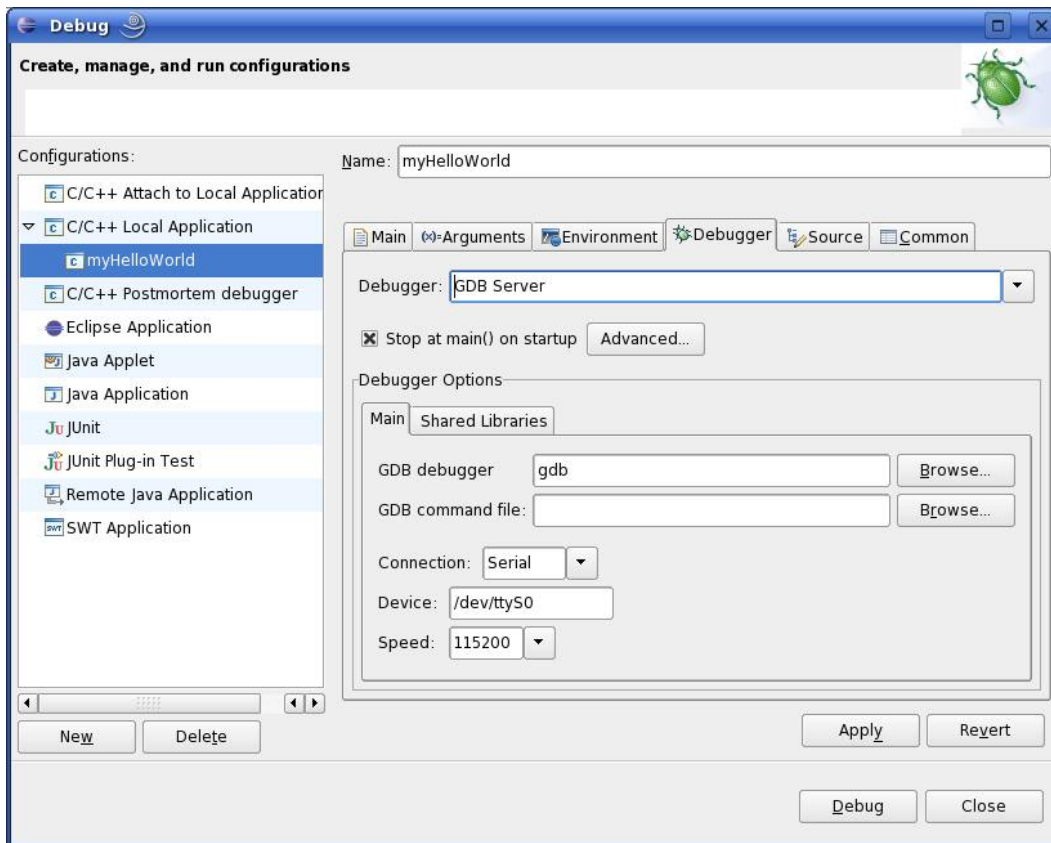 Debug
Create, manage, and run configurations
Configurations:
C/C++ Attach to Local Application
C/C++ Local Application
myHelloWorld
C/C++ Postmortem debugger
Eclipse Application
Java Applet
Java Application
JUnit
JUnit Plug-in Test
Remote Java Application
SWT Application
New Delete
Name: myHelloWorld
Main (x)= Arguments Environment Debugger Source Common
Debugger: GDB Server
Stop at main() on startup Advanced...
Debugger Options
Main Shared Libraries
GDB debugger gdb Browse...
GDB command file: Browse...
Connection: Serial
Device: /dev/ttyS0
Speed: 115200
Apply Revert
Debug Close